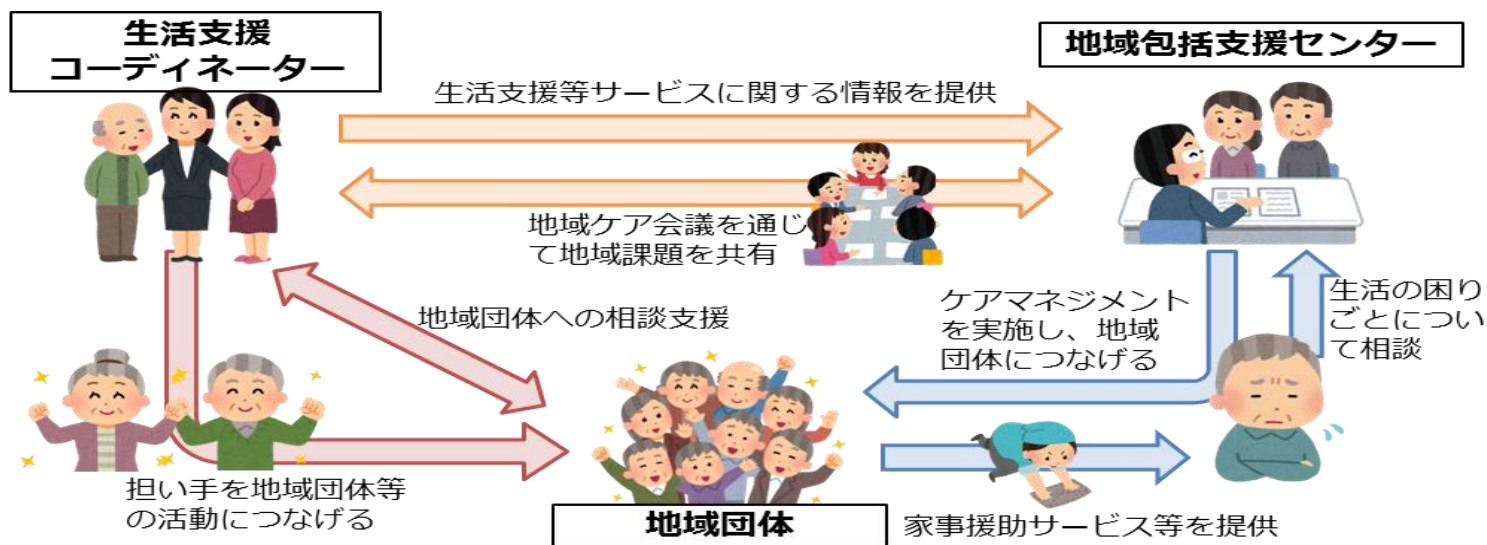 生活支援
コーディネーター
地域包括支援センター
生活支援等サービスに関する情報を提供
地域ケア会議を通じ
て地域課題を共有
地域団体への相談支援
ケアマネジメント
を実施し、地域
団体につなげる
生活の困り
ごとについ
て相談
担い手を地域団体等
の活動につなげる
地域団体
家事援助サービス等を提供